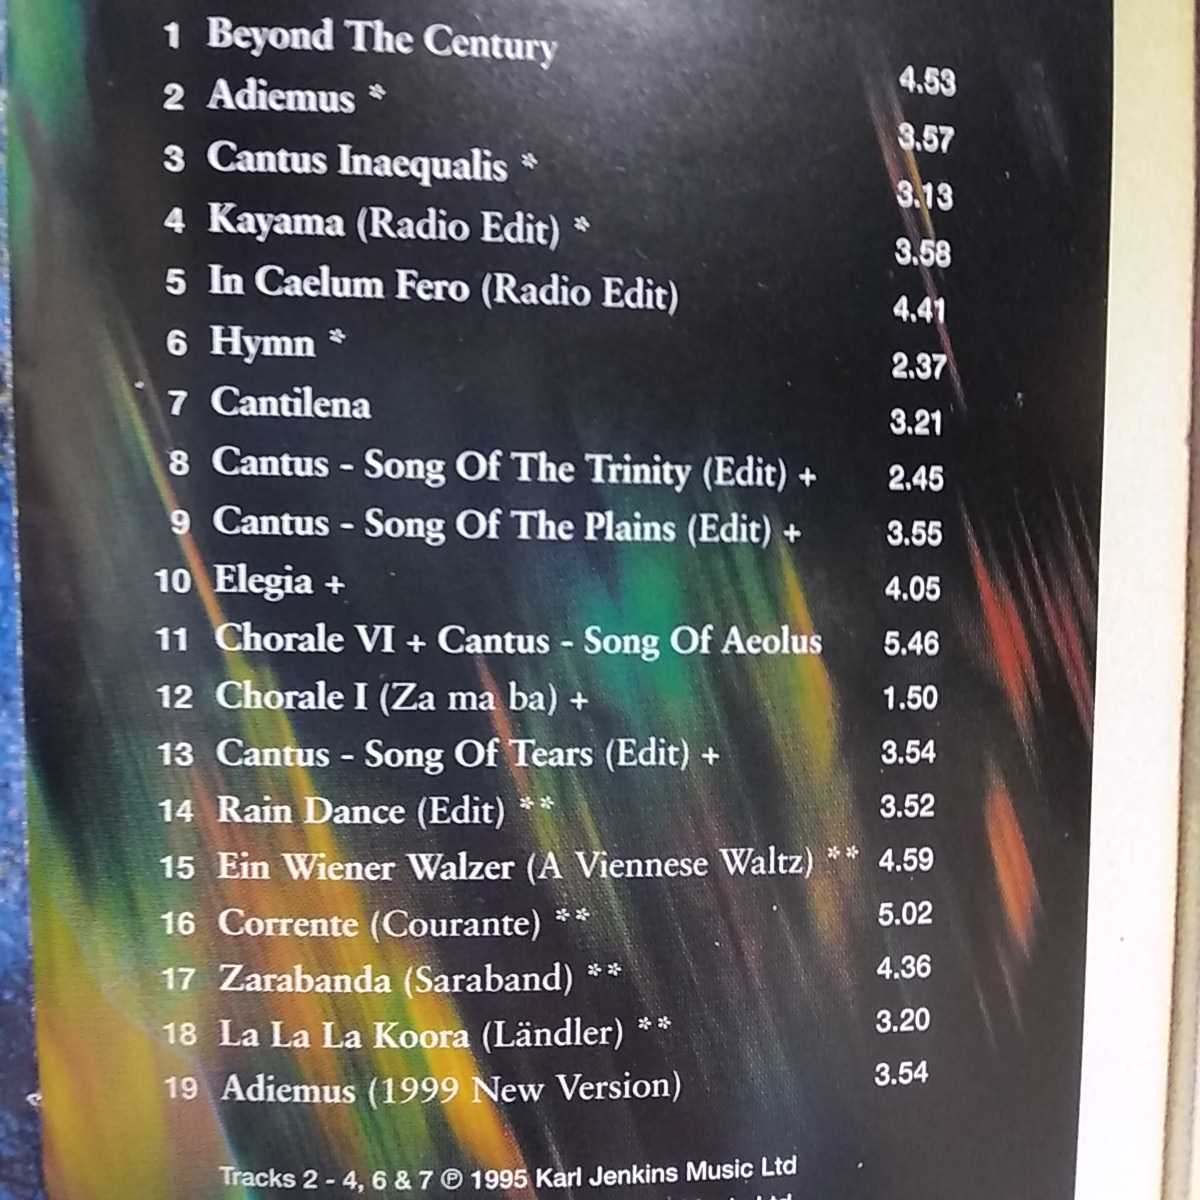 1 Beyond The Century 4.53
2 Adiemus * 3.57
3 Cantus Inaequalis * 3.13
4 Kayama (Radio Edit) * 3.58
5 In Caelum Fero (Radio Edit) 4.41
6 Hymn * 2.37
7 Cantilena 3.21
8 Cantus - Song Of The Trinity (Edit) + 2.45
9 Cantus - Song Of The Plains (Edit) + 3.55
10 Elegia + 4.05
11 Chorale VI + Cantus - Song Of Aeolus 5.46
12 Chorale I (Za ma ba) + 1.50
13 Cantus - Song Of Tears (Edit) + 3.54
14 Rain Dance (Edit) ** 3.52
15 Ein Wiener Walzer (A Viennese Waltz) ** 4.59
16 Corrente (Courante) ** 5.02
17 Zarabanda (Saraband) ** 4.36
18 La La La Koora (Ländler) ** 3.20
19 Adiemus (1999 New Version) 3.54
Tracks 2 - 4, 6 & 7 ℗ 1995 Karl Jenkins Music Ltd